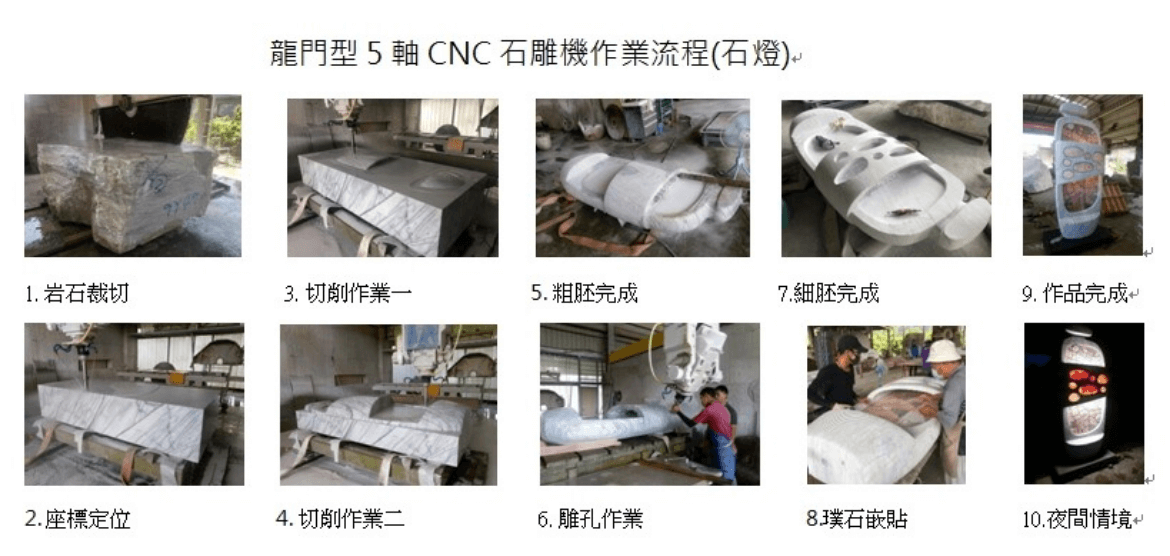 龍門型 5 軸 CNC 石雕機作業流程(石燈)
1. 岩石裁切
3. 切削作業一
5. 粗胚完成
7.細胚完成
9. 作品完成
2.座標定位
4. 切削作業二
6. 雕孔作業
8.璞石嵌貼
10.夜間情境